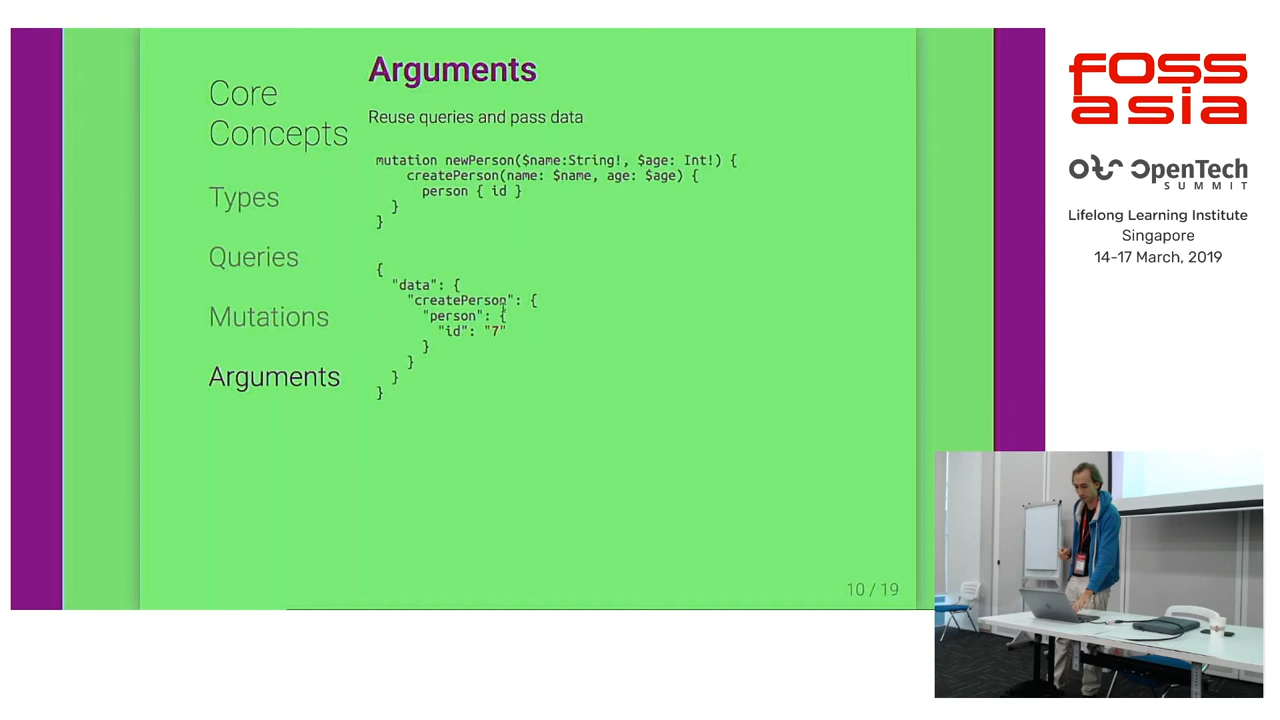 Core
Concepts
Types
Queries
Mutations
Arguments
Arguments
Reuse queries and pass data
mutation newPerson($name:String!, $age: Int!) {
createPerson(name: $name, age: $age) {
person { id }
}
}
{
"data": {
"createPerson": {
"person": {
"id": "7"
}
}
}
}
10 / 19
FOSS
asia
OpenTech
SUMMIT
Lifelong Learning Institute
Singapore
14-17 March, 2019